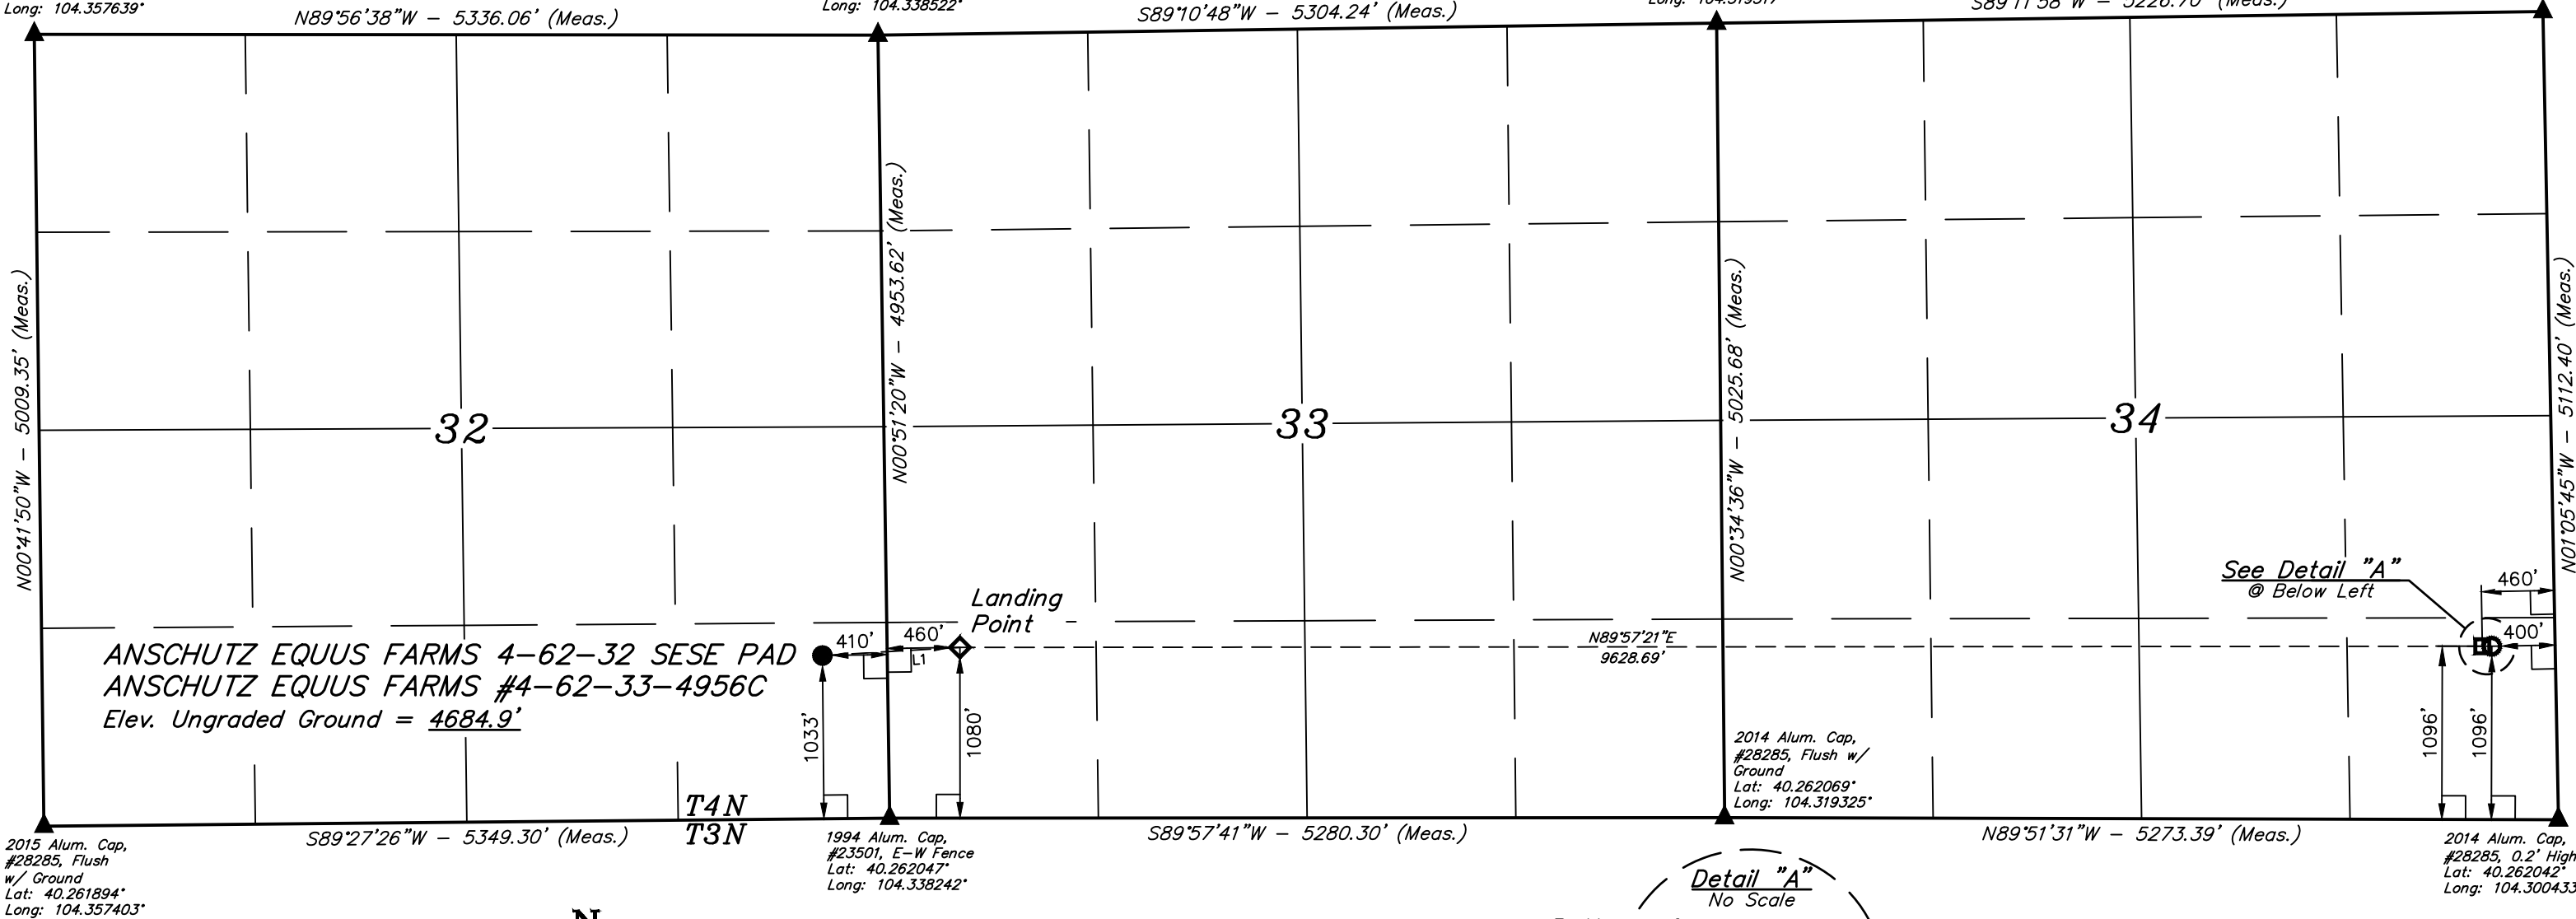 Long: 104.357639°
N89°56'38"W - 5336.06' (Meas.)
Long: 104.338522°
S89°10'48"W - 5304.24' (Meas.)
N00°41'50"W - 5009.35' (Meas.)
N00°51'20"W - 4953.62' (Meas.)
N00°34'36"W - 5025.68' (Meas.)
N01°05'45"W - 5112.40' (Meas.)
32
33
34
See Detail "A"
@ Below Left
460'
400'
Landing
Point
410'
460'
L1
N89°57'21"E
9628.69'
ANSCHUTZ EQUUS FARMS 4-62-32 SESE PAD
ANSCHUTZ EQUUS FARMS #4-62-33-4956C
Elev. Ungraded Ground = 4684.9'
1033'
1080'
1096'
1096'
2014 Alum. Cap,
#28285, Flush w/
Ground
Lat: 40.262069°
Long: 104.319325°
T4N
T3N
S89°27'26"W - 5349.30' (Meas.)
S89°57'41"W - 5280.30' (Meas.)
N89°51'31"W - 5273.39' (Meas.)
2015 Alum. Cap,
#28285, Flush
w/ Ground
Lat: 40.261894°
Long: 104.357403°
1994 Alum. Cap,
#23501, E-W Fence
Lat: 40.262047°
Long: 104.338242°
2014 Alum. Cap,
#28285, 0.2' High
Lat: 40.262042°
Long: 104.300433
Detail "A"
No Scale
N